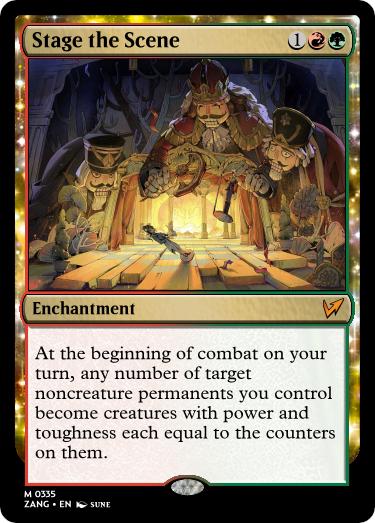 Stage the Scene 1
Enchantment
At the beginning of combat on your
turn, any number of target
noncreature permanents you control
become creatures with power and
toughness each equal to the counters
on them.
M 0335
ZANG • EN SUNE